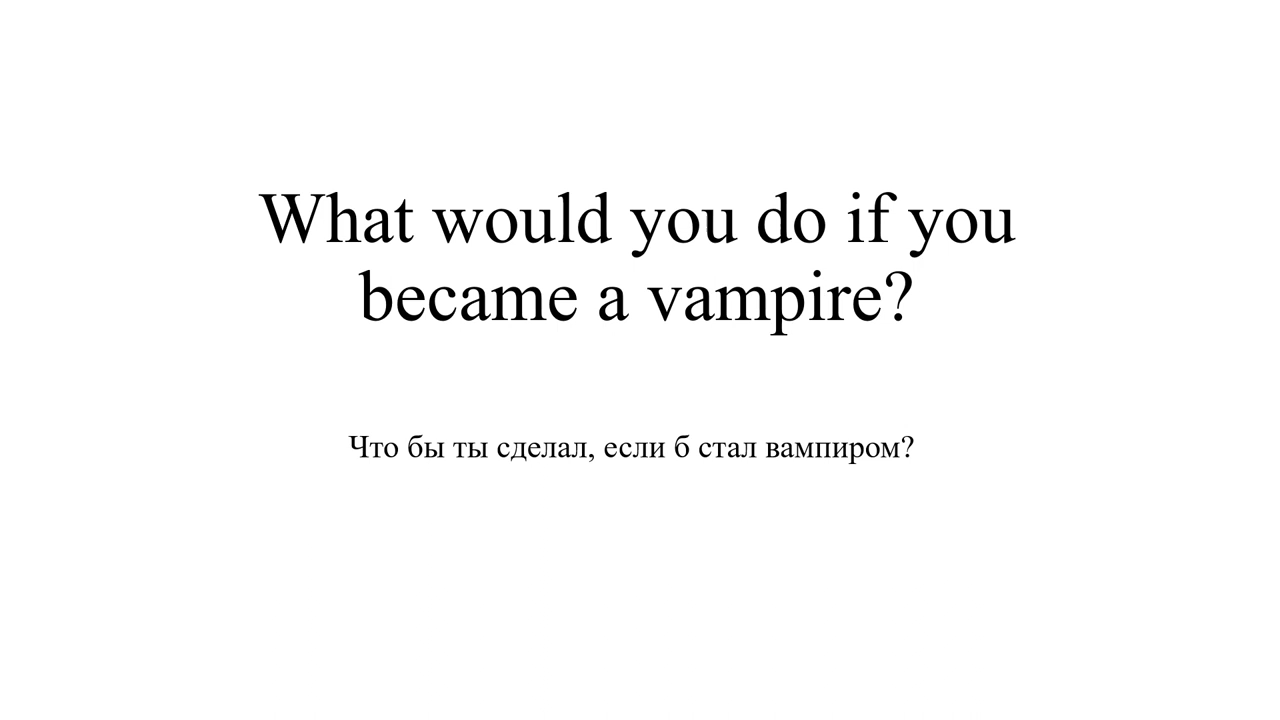 What would you do if you
became a vampire?
Что бы ты сделал, если б стал вампиром?